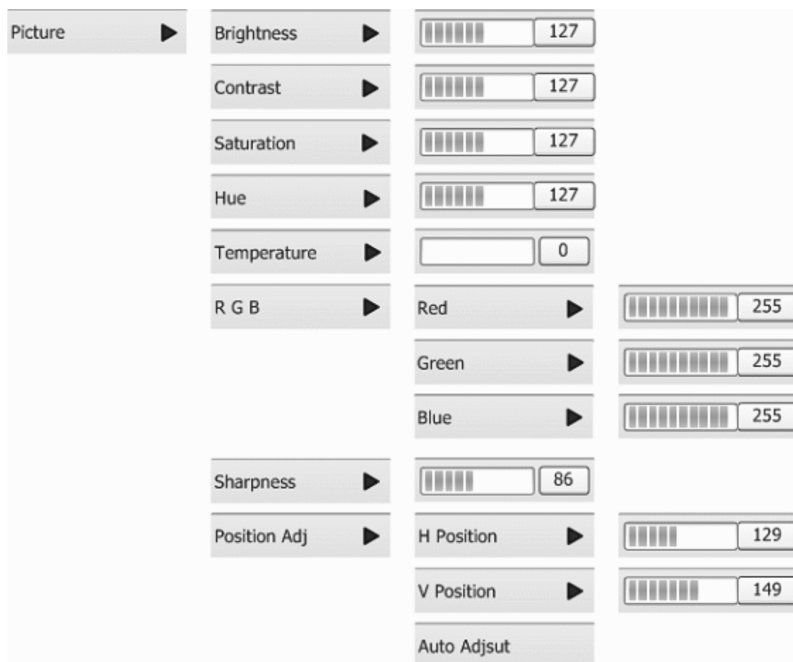 Picture Brightness 127
Contrast 127
Saturation 127
Hue 127
Temperature 0
R G B Red 255
Green 255
Blue 255
Sharpness 86
Position Adj H Position 129
V Position 149
Auto Adjsut